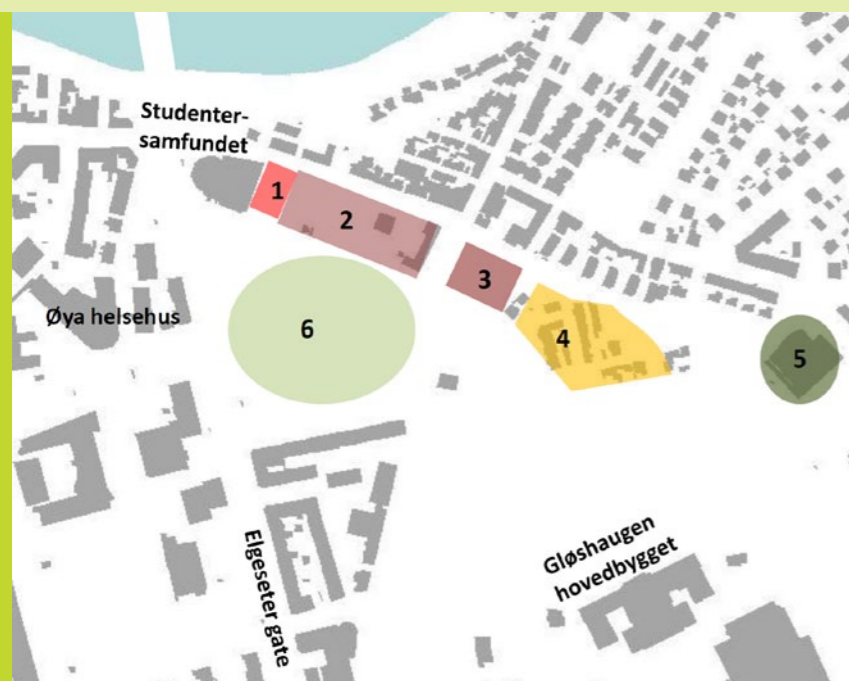 Studenter-
samfundet
1
2
3
Øya helsehus
6
4
5
Elgeseter gate
Gløshaugen
hovedbygget